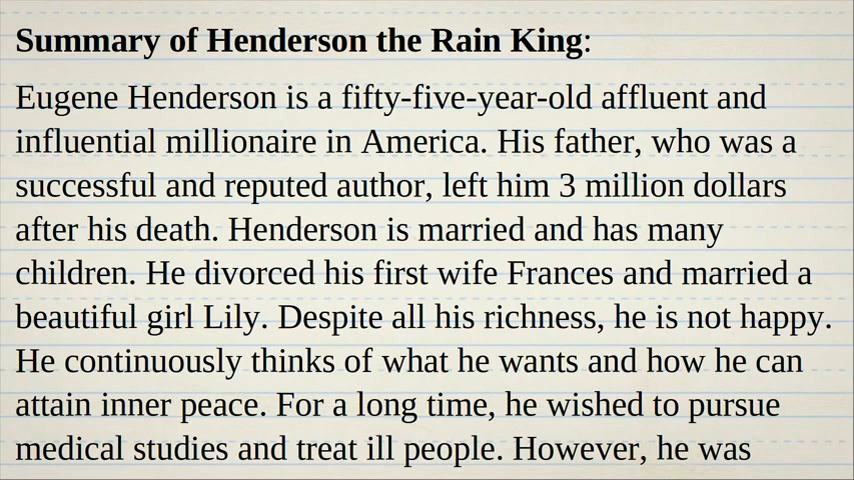 Summary of Henderson the Rain King:
Eugene Henderson is a fifty-five-year-old affluent and
influential millionaire in America. His father, who was a
successful and reputed author, left him 3 million dollars
after his death. Henderson is married and has many
children. He divorced his first wife Frances and married a
beautiful girl Lily. Despite all his richness, he is not happy.
He continuously thinks of what he wants and how he can
attain inner peace. For a long time, he wished to pursue
medical studies and treat ill people. However, he was